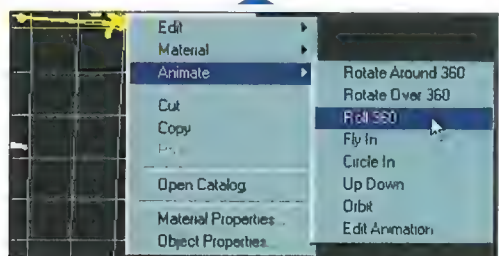 Edit
Material
Animate
Cut
Copy
Open Catalog
Material Properties...
Object Properties...
Rotate Around 360
Rotate Over 360
Roll 360
Fly In
Circle In
Up Down
Orbit
Edit Animation